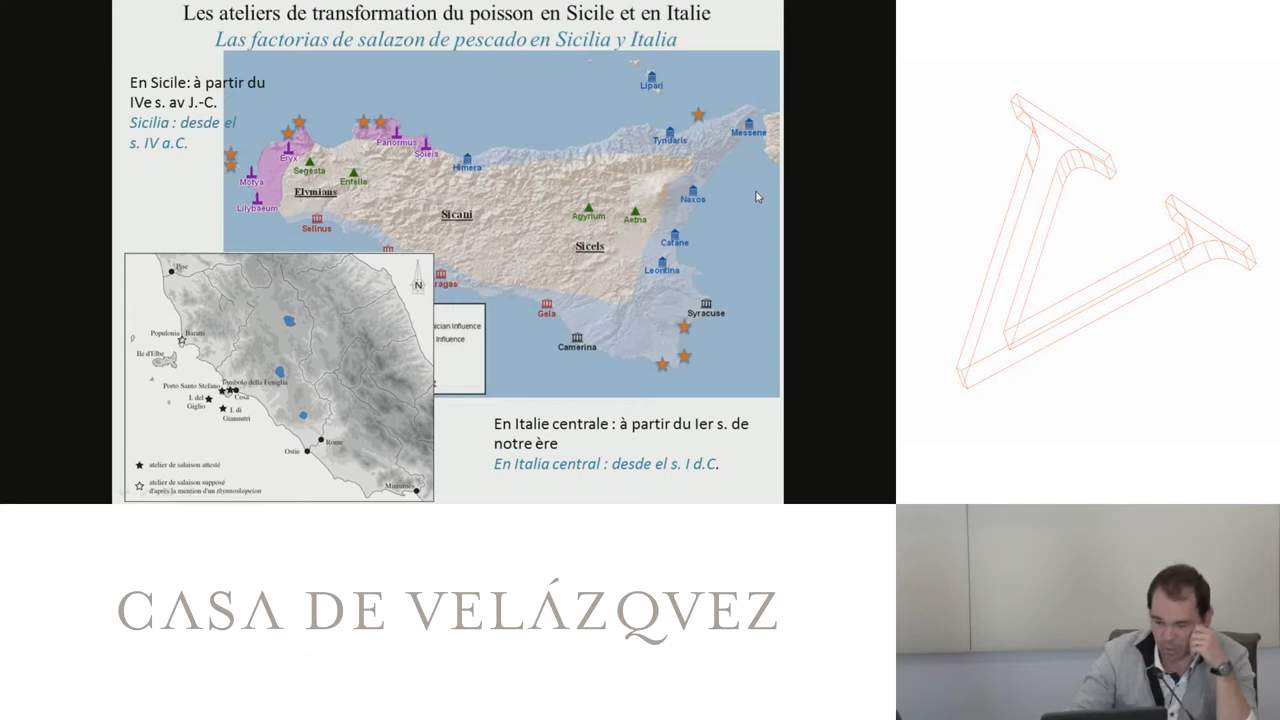 Les ateliers de transformation du poisson en Sicile et en Italie
Las factorias de salazon de pescado en Sicilia y Italia
En Sicile: à partir du
IVe s. av J.-C.
Sicilia : desde el
s. IV a.C.
Lipari
Tyndaris
Messene
Panormus
Soleis
Himera
Eryx
Segesta
Entella
Motya
Elymians
Lilybaeum
Selinus
Sicani
Agyrium
Aetna
Naxos
Sicels
Catane
Leontina
ragas
Gela
Syracuse
Camerina
ician Influence
Influence
Pise
N
Populonia
Baratti
Ile d'Elbe
Porto Santo Stefano
Tombolo della Feniglia
Cosa
I. del
Giglio
I. di
Giannutri
Rome
Ostie
Minturnes
atelier de salaison attesté
atelier de salaison supposé
d'après la mention d'un thynnoskopeion
En Italie centrale : à partir du Ier s. de
notre ère
En Italia central : desde el s. I d.C.
CASA DE VELÁZQVEZ